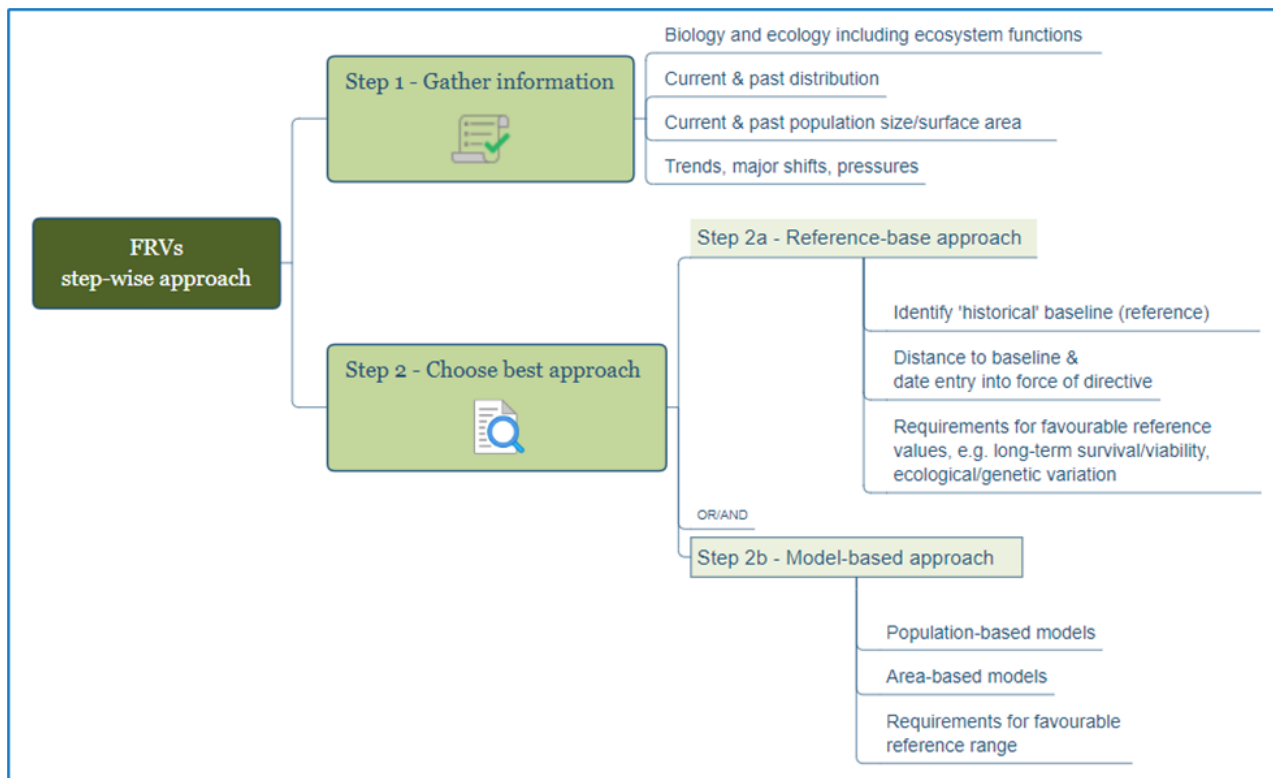 FRVs
step-wise approach
Step 1 - Gather information
Biology and ecology including ecosystem functions
Current & past distribution
Current & past population size/surface area
Trends, major shifts, pressures
Step 2 - Choose best approach
Step 2a - Reference-base approach
Identify 'historical' baseline (reference)
Distance to baseline &
date entry into force of directive
Requirements for favourable reference
values, e.g. long-term survival/viability,
ecological/genetic variation
OR/AND
Step 2b - Model-based approach
Population-based models
Area-based models
Requirements for favourable
reference range